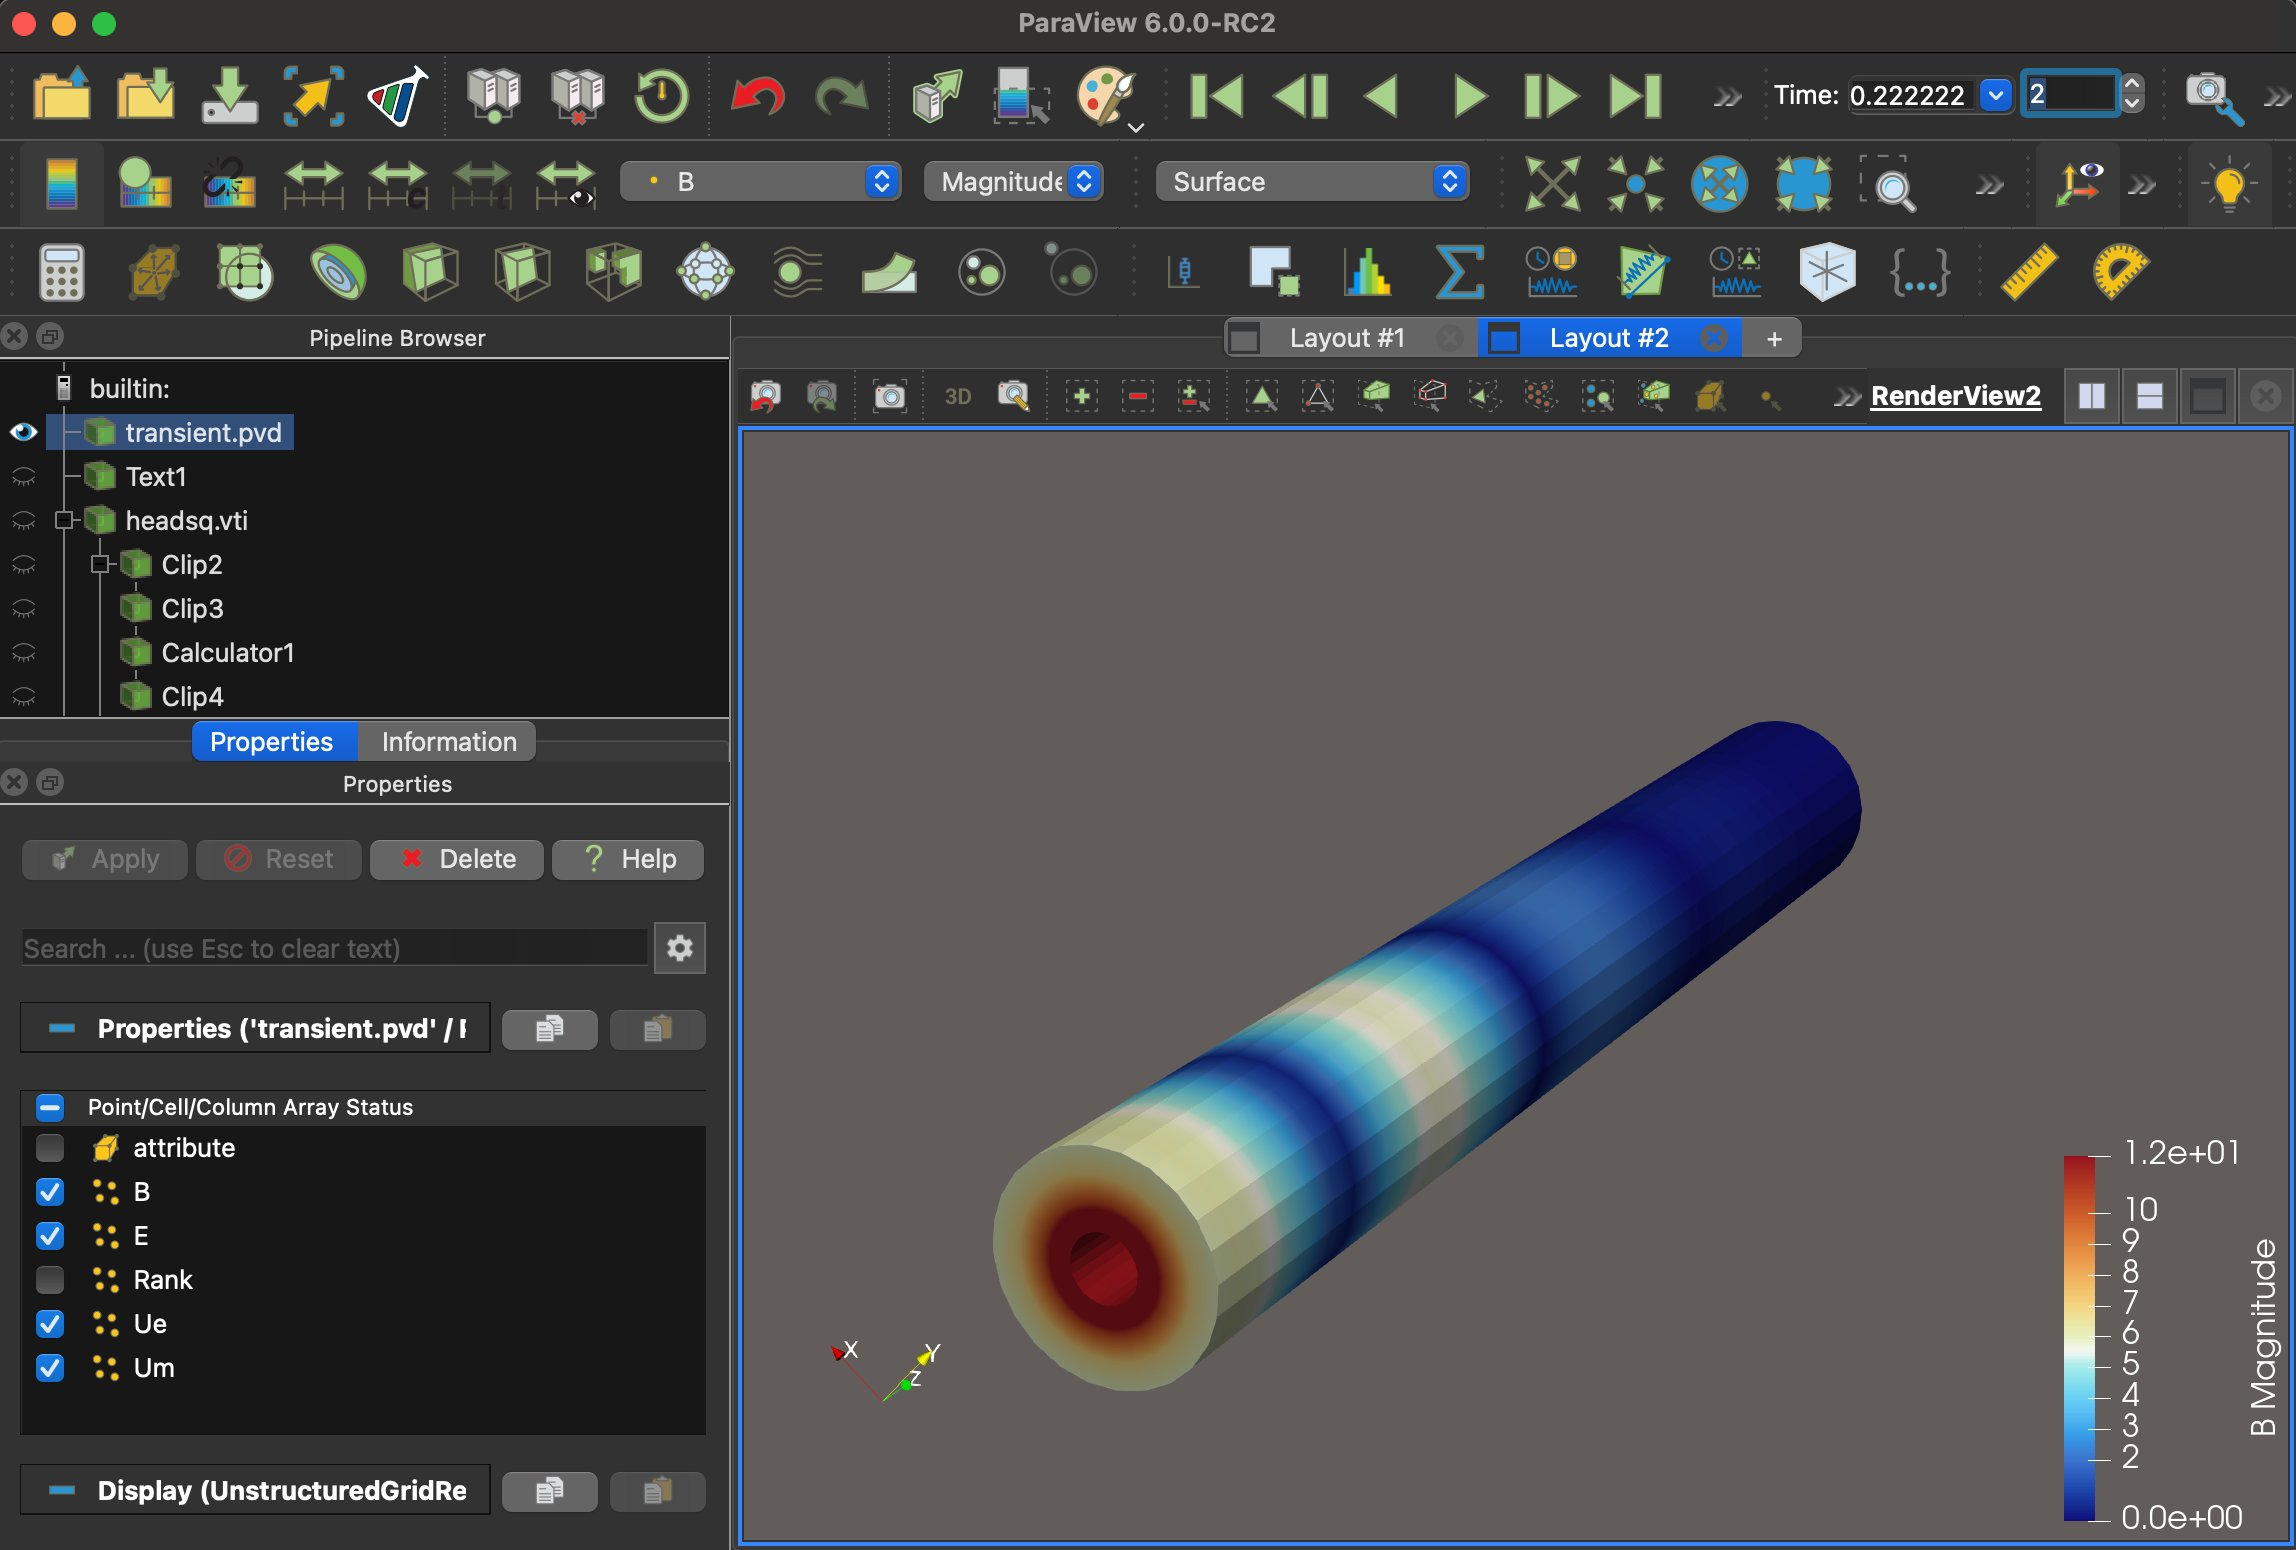 ParaView 6.0.0-RC2
Time: 0.222222 2
B Magnitude Surface
Pipeline Browser
Layout #1 Layout #2 +
3D RenderView2
builtin:
transient.pvd
Text1
headsq.vti
Clip2
Clip3
Calculator1
Clip4
Properties Information
Properties
Apply Reset Delete Help
Search ... (use Esc to clear text)
Properties ('transient.pvd' /
Point/Cell/Column Array Status
attribute
B
E
Rank
Ue
Um
Display (UnstructuredGridRe
X Y Z
1.2e+01
10
9
8
7
6
5
4
3
2
0.0e+00
B Magnitude